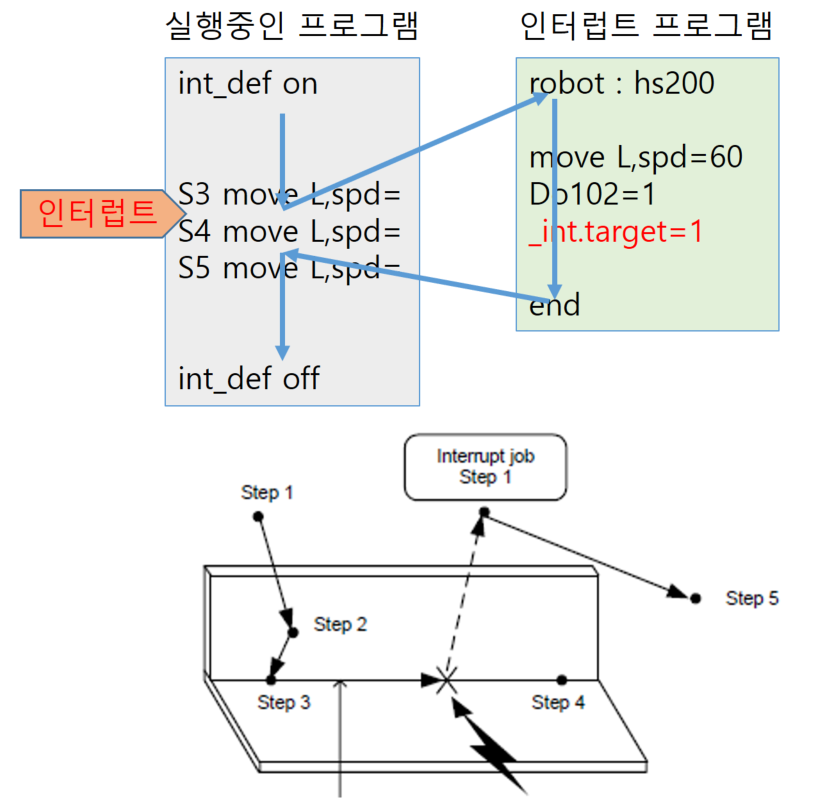 실행중인 프로그램
int_def on
S3 move L,spd=
S4 move L,spd=
S5 move L,spd=
int_def off
인터럽트
인터럽트 프로그램
robot : hs200
move L,spd=60
Do102=1
_int.target=1
end
Interrupt job
Step 1
Step 1
Step 2
Step 3
Step 4
Step 5